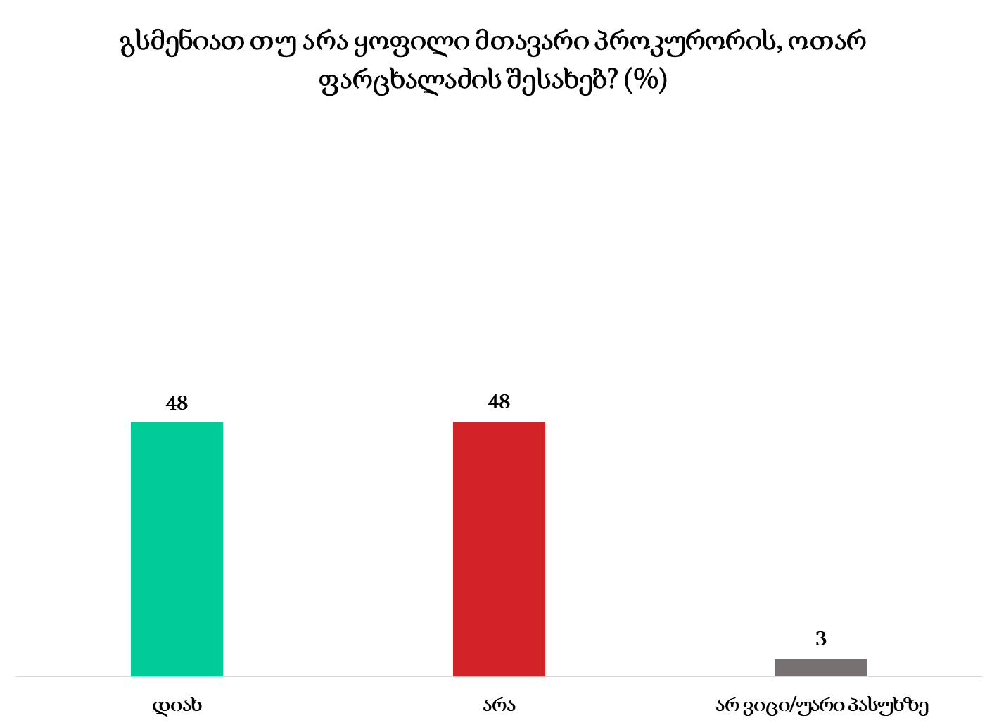 გსმენიათ თუ არა ყოფილი მთავარი პროკურორის, ოთარ
ფარცხალაძის შესახებ? (%)
48
48
3
დიახ
არა
არ ვიცი/უარი პასუხზე